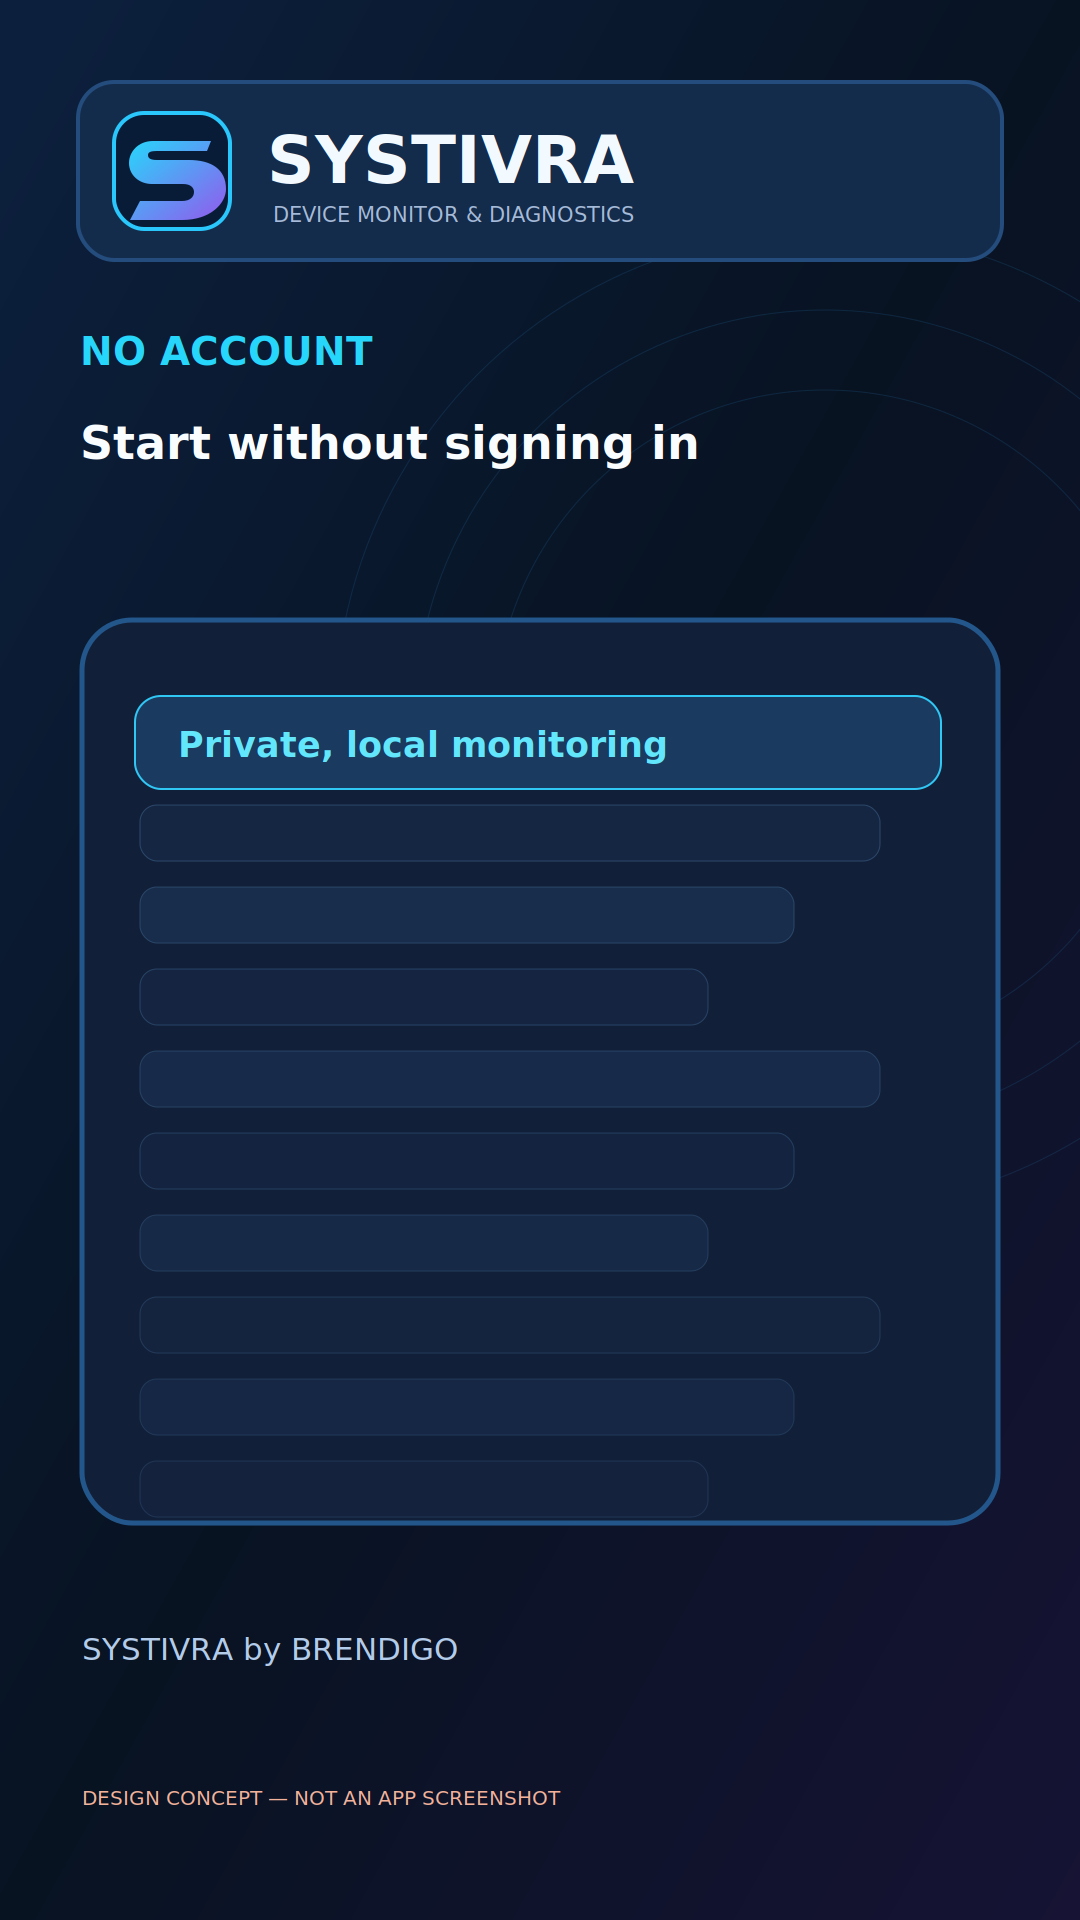 SYSTIVRA
DEVICE MONITOR & DIAGNOSTICS
NO ACCOUNT
Start without signing in
Private, local monitoring
SYSTIVRA by BRENDIGO
DESIGN CONCEPT — NOT AN APP SCREENSHOT